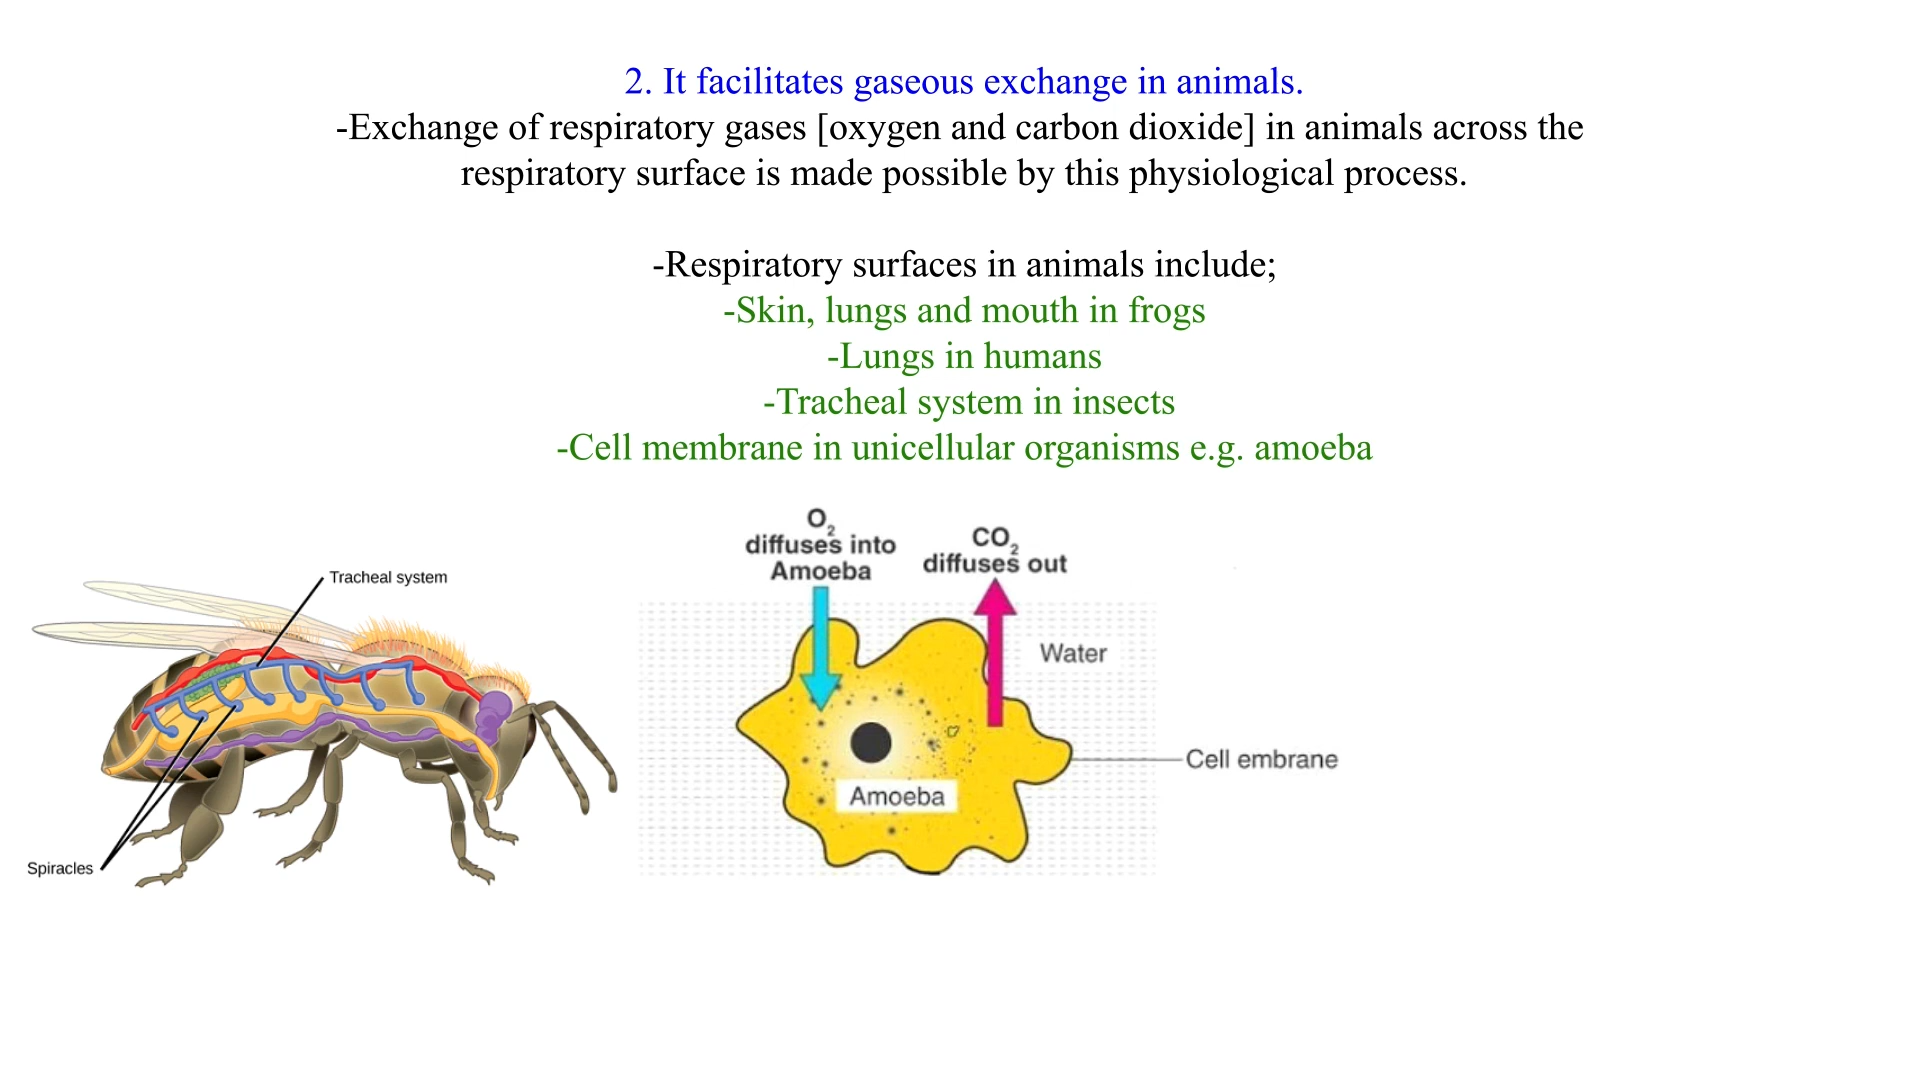 2. It facilitates gaseous exchange in animals.
-Exchange of respiratory gases [oxygen and carbon dioxide] in animals across the
respiratory surface is made possible by this physiological process.
-Respiratory surfaces in animals include;
-Skin, lungs and mouth in frogs
-Lungs in humans
-Tracheal system in insects
-Cell membrane in unicellular organisms e.g. amoeba
Tracheal system
Spiracles
O2
diffuses into
Amoeba
CO2
diffuses out
Water
Cell embrane
Amoeba